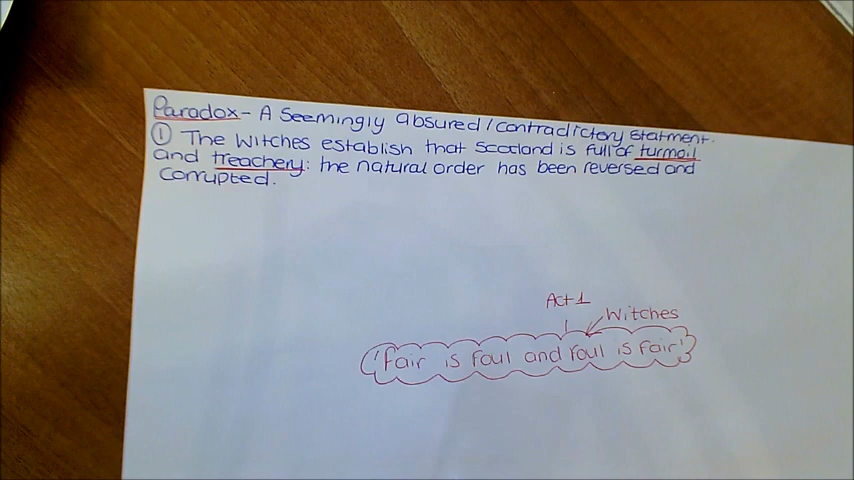 Paradox - A seemingly absured / contradictory statment.
① The Witches establish that Scotland is full of turmoil
and treachery: the natural order has been reversed and
corrupted.
Act 1
Witches
'Fair is foul and foul is fair'